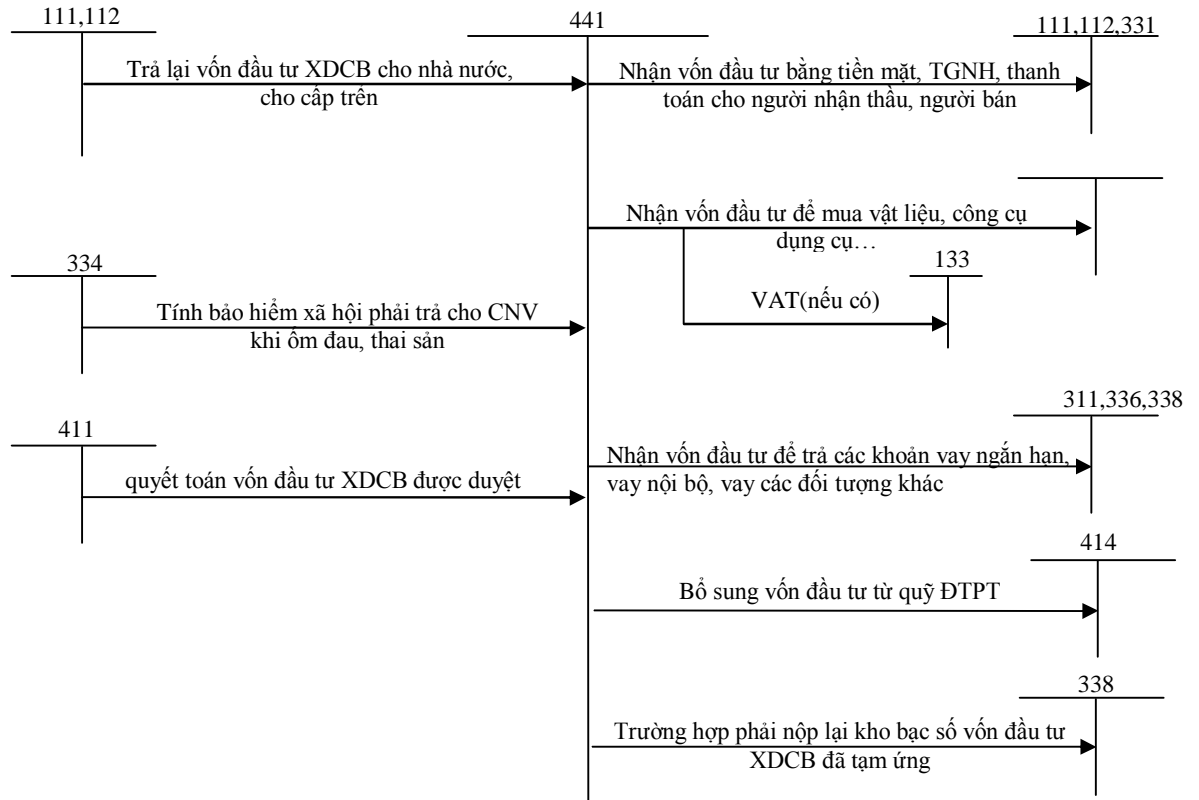 111,112
441
111,112,331
Trả lại vốn đầu tư XDCB cho nhà nước,
cho cấp trên
Nhận vốn đầu tư bằng tiền mặt, TGNH, thanh
toán cho người nhận thầu, người bán
Nhận vốn đầu tư để mua vật liệu, công cụ
dụng cụ…
133
VAT(nếu có)
334
Tính bảo hiểm xã hội phải trả cho CNV
khi ốm đau, thai sản
311,336,338
411
quyết toán vốn đầu tư XDCB được duyệt
Nhận vốn đầu tư để trả các khoản vay ngắn hạn,
vay nội bộ, vay các đối tượng khác
414
Bổ sung vốn đầu tư từ quỹ ĐTPT
338
Trường hợp phải nộp lại kho bạc số vốn đầu tư
XDCB đã tạm ứng